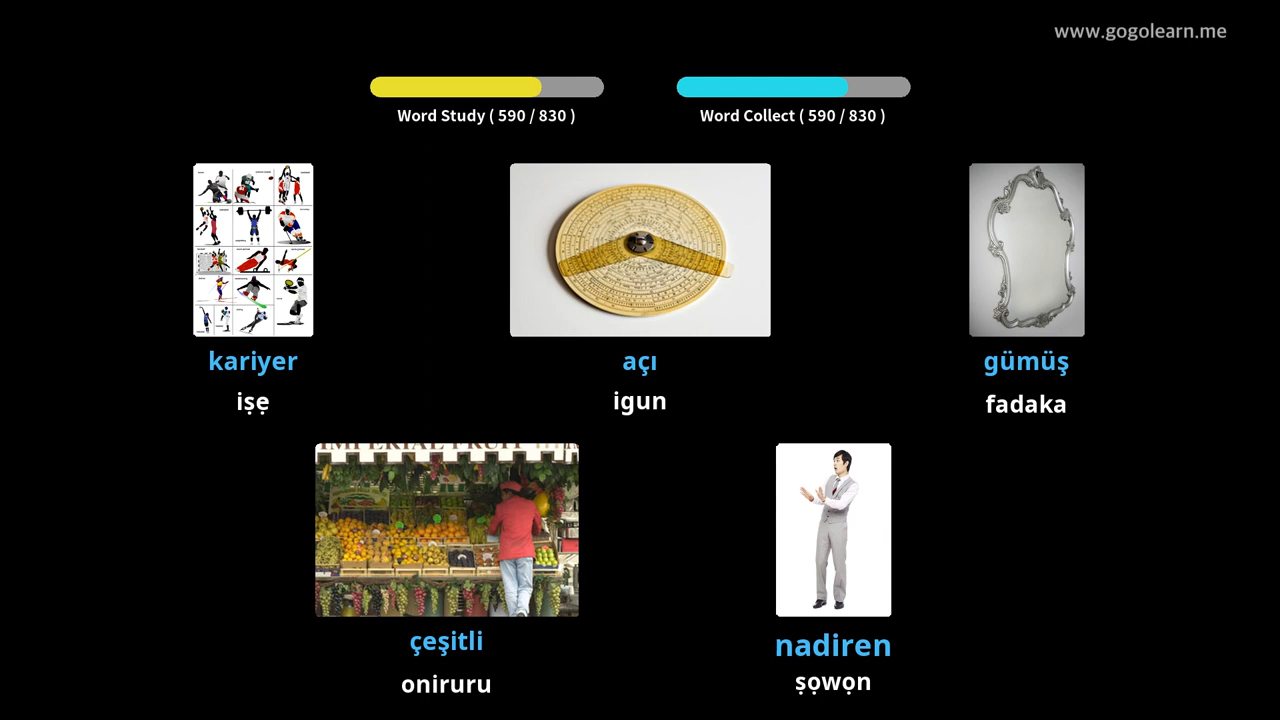 www.gogolearn.me
Word Study ( 590 / 830 )
Word Collect ( 590 / 830 )
kariyer
iṣẹ
açı
igun
gümüş
fadaka
çeşitli
oniruru
nadiren
ṣọwọn